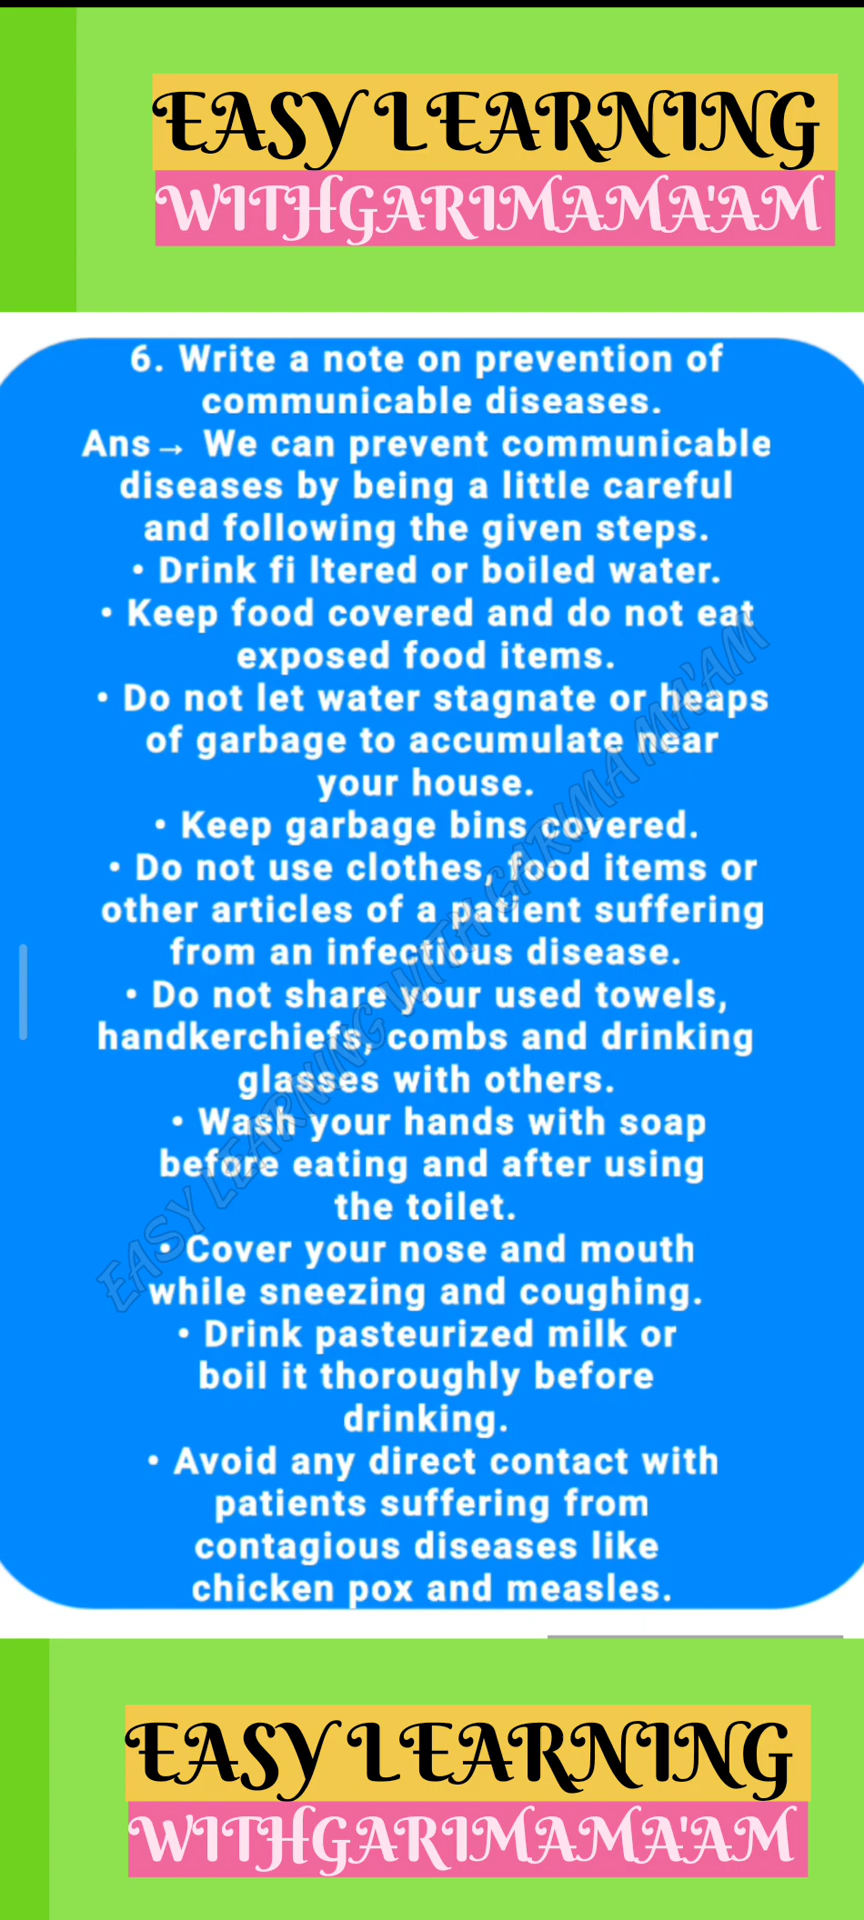 EASY LEARNING
WITHGARIMAMA'AM
6. Write a note on prevention of
communicable diseases.
Ans→ We can prevent communicable
diseases by being a little careful
and following the given steps.
• Drink fi ltered or boiled water.
• Keep food covered and do not eat
exposed food items.
• Do not let water stagnate or heaps
of garbage to accumulate near
your house.
• Keep garbage bins covered.
• Do not use clothes, food items or
other articles of a patient suffering
from an infectious disease.
• Do not share your used towels,
handkerchiefs, combs and drinking
glasses with others.
• Wash your hands with soap
before eating and after using
the toilet.
• Cover your nose and mouth
while sneezing and coughing.
• Drink pasteurized milk or
boil it thoroughly before
drinking.
• Avoid any direct contact with
patients suffering from
contagious diseases like
chicken pox and measles.
EASY LEARNING WITH GARIMA MA'AM
EASY LEARNING
WITHGARIMAMA'AM